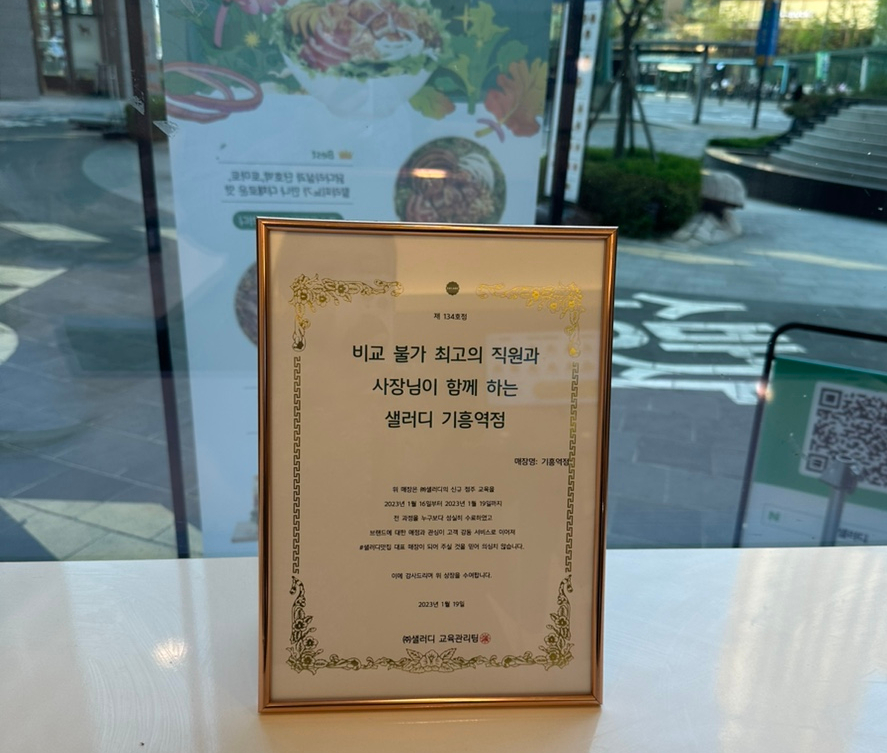 Best
제 134호점
비교 불가 최고의 직원과
사장님이 함께 하는
샐러디 기흥역점
매장명: 기흥역점
위 매장은 ㈜샐러디의 신규 점주 교육을
2023년 1월 16일부터 2023년 1월 19일까지
전 과정을 누구보다 성실히 수료하였고
브랜드에 대한 애정과 관심이 고객 감동 서비스로 이어져
#샐러디맛집 대표 매장이 되어 주실 것을 믿어 의심치 않습니다.
이에 감사드리며 위 상장을 수여합니다.
2023년 1월 19일
㈜샐러디 교육관리팀
N
샐러디